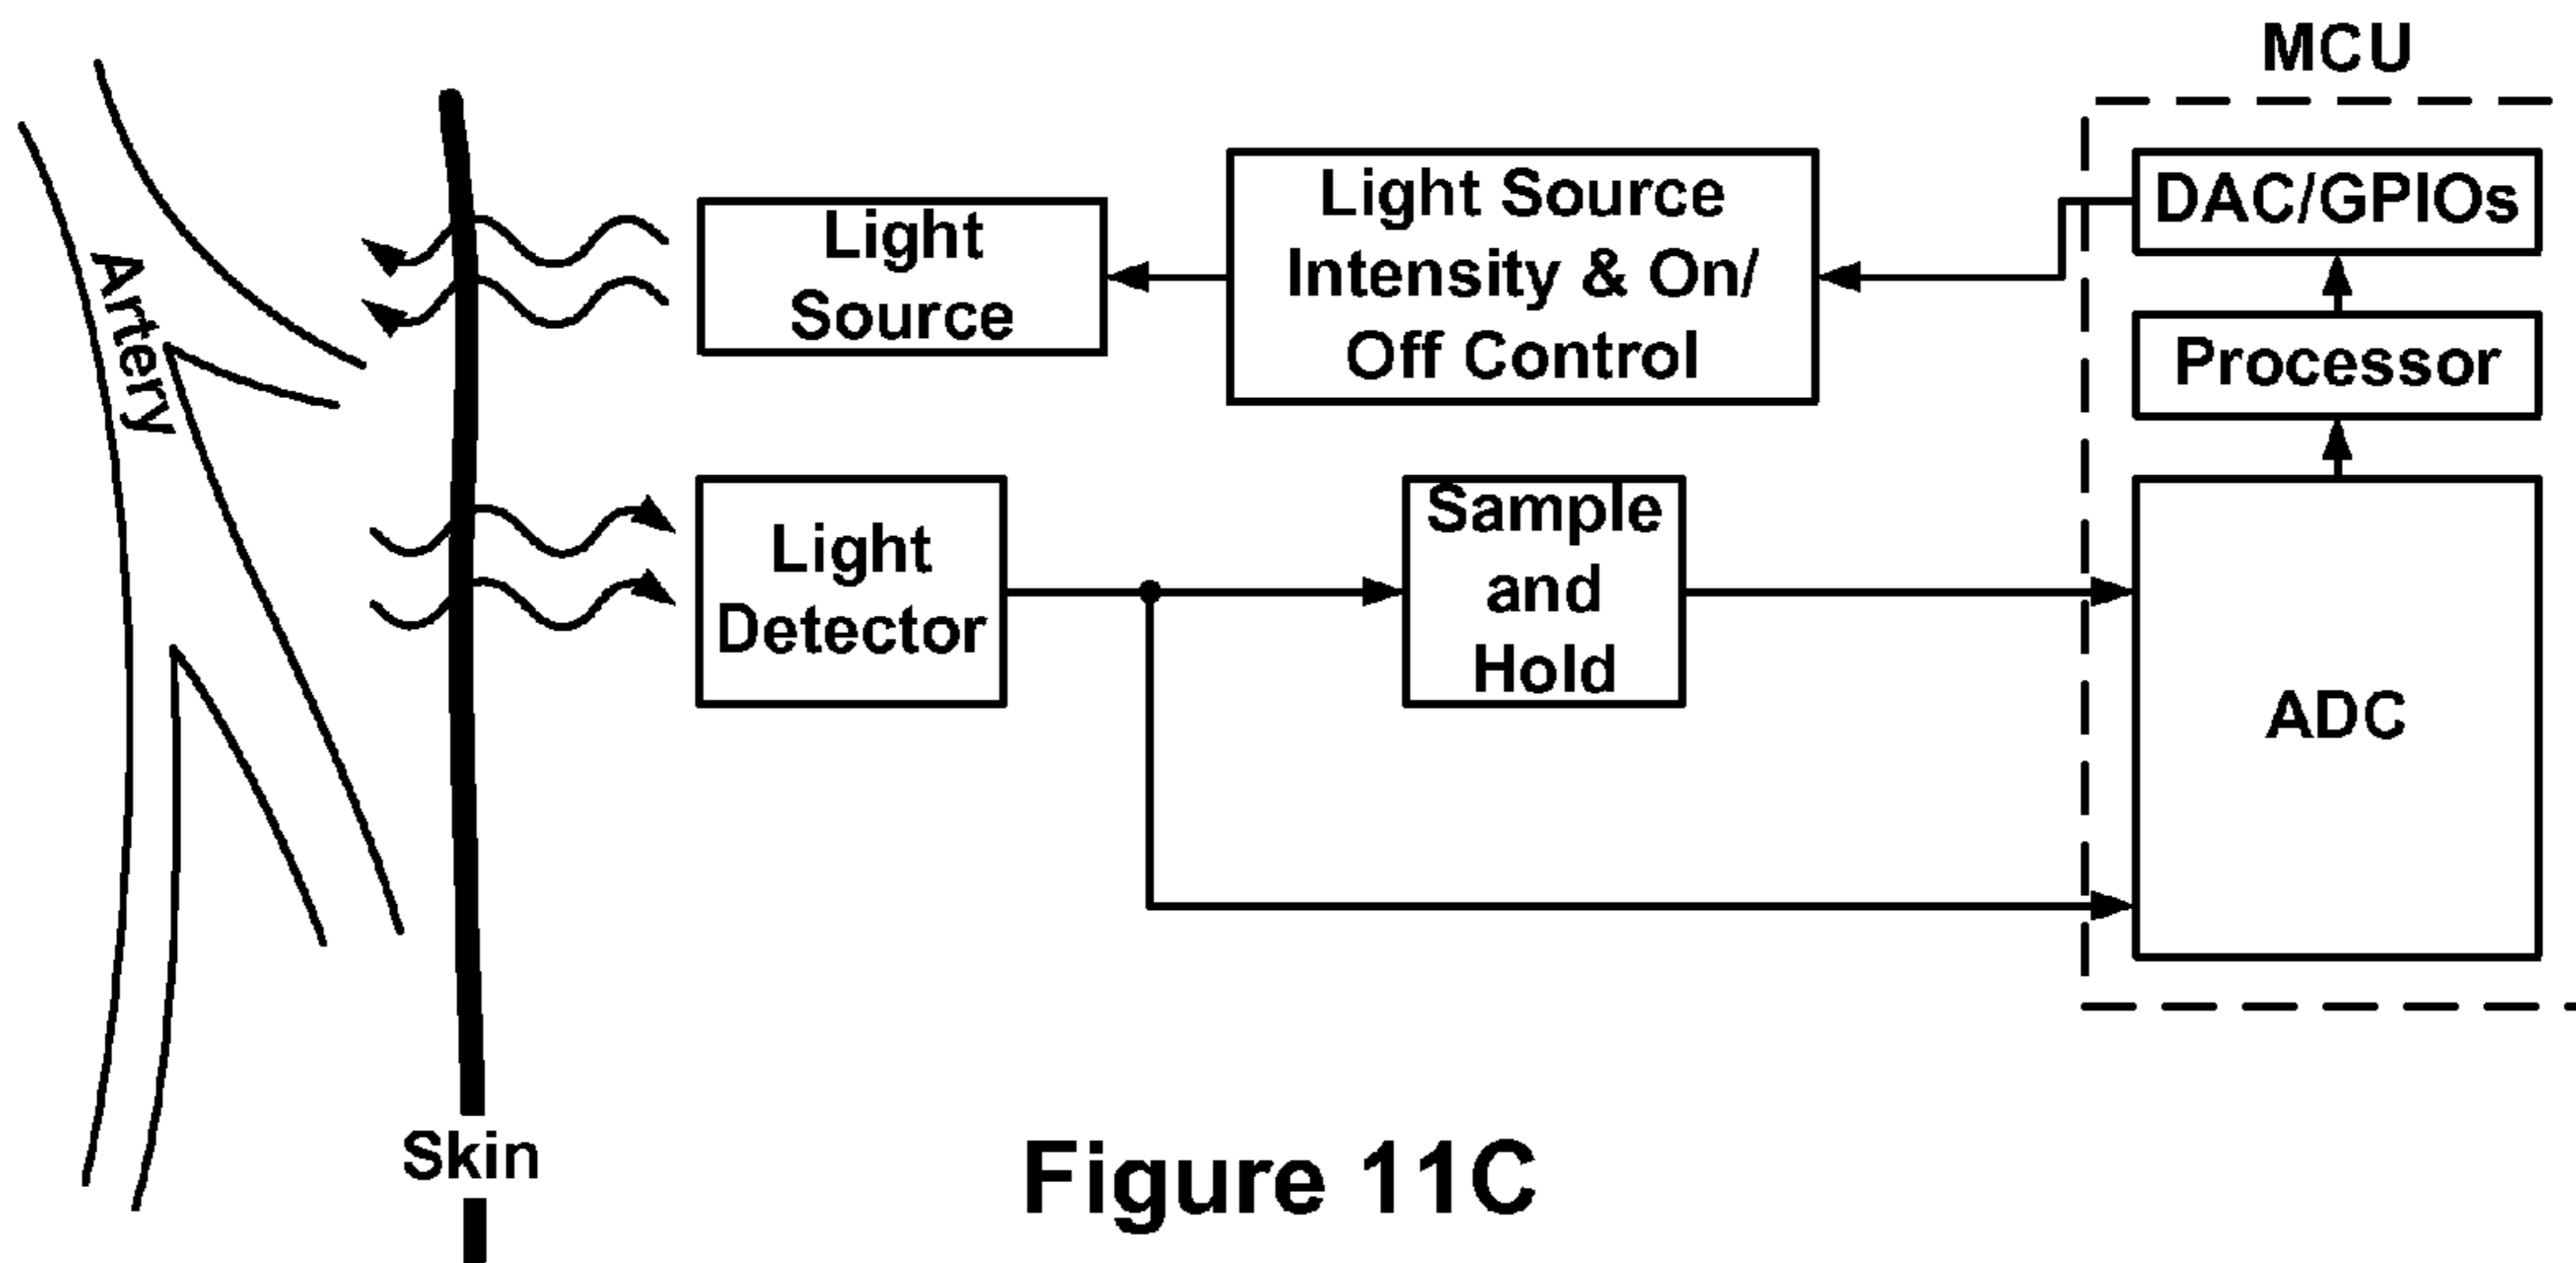 MCU
Light Source
Intensity & On/
Off Control
DAC/GPIOs
Light
Source
Artery
Processor
Light
Detector
Sample
and
Hold
ADC
Skin
Figure 11C